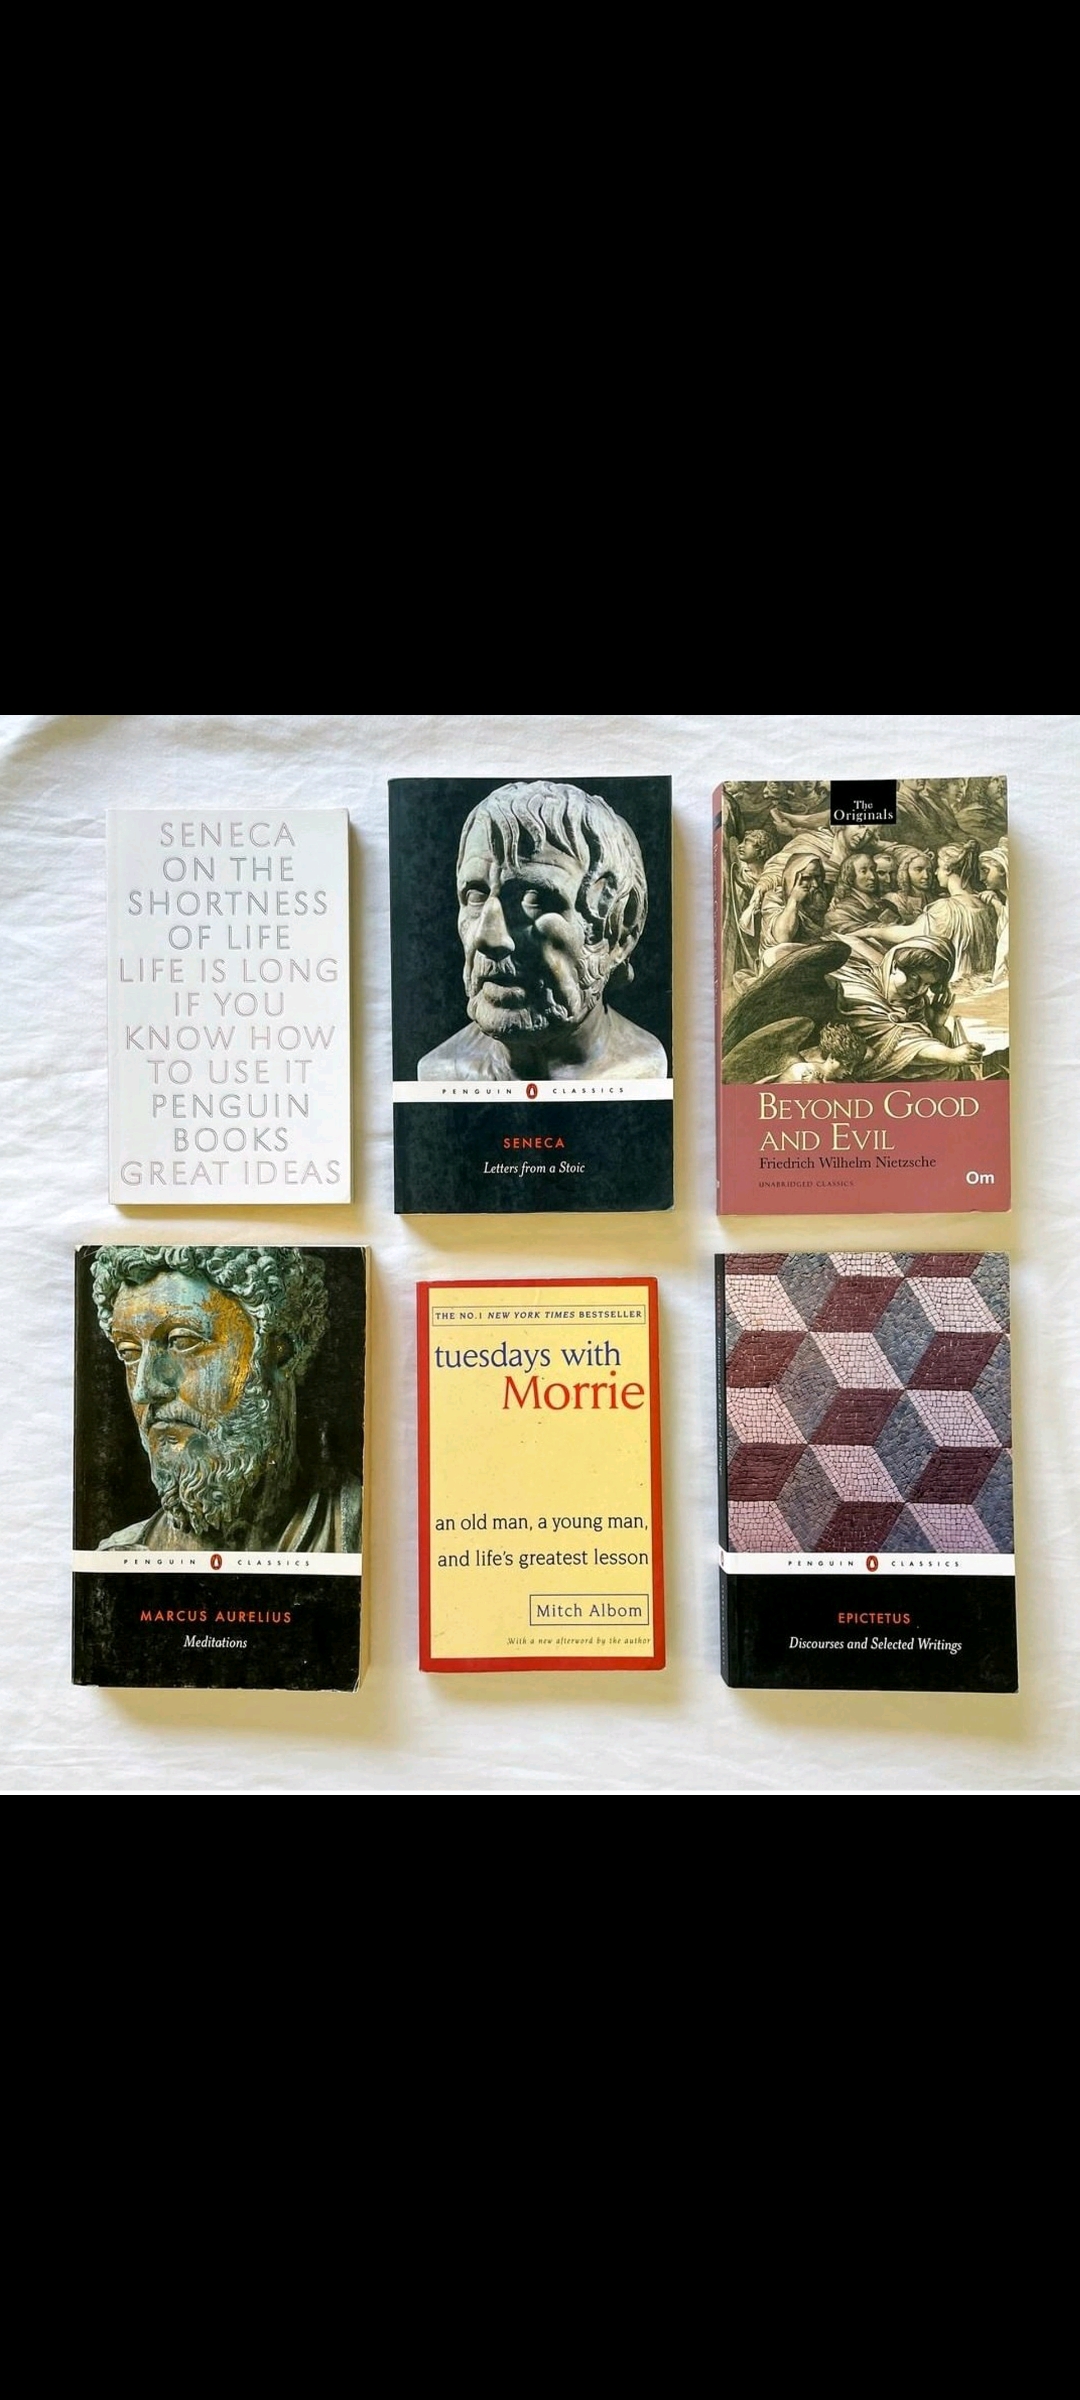 SENECA
ON THE
SHORTNESS
OF LIFE
LIFE IS LONG
IF YOU
KNOW HOW
TO USE IT
PENGUIN
BOOKS
GREAT IDEAS
PENGUIN CLASSICS
SENECA
Letters from a Stoic
The
Originals
BEYOND GOOD
AND EVIL
Friedrich Wilhelm Nietzsche
UNABRIDGED CLASSICS
Om
PENGUIN CLASSICS
MARCUS AURELIUS
Meditations
THE NO.1 NEW YORK TIMES BESTSELLER
tuesdays with
Morrie
an old man, a young man,
and life's greatest lesson
Mitch Albom
With a new afterword by the author
PENGUIN CLASSICS
EPICTETUS
Discourses and Selected Writings